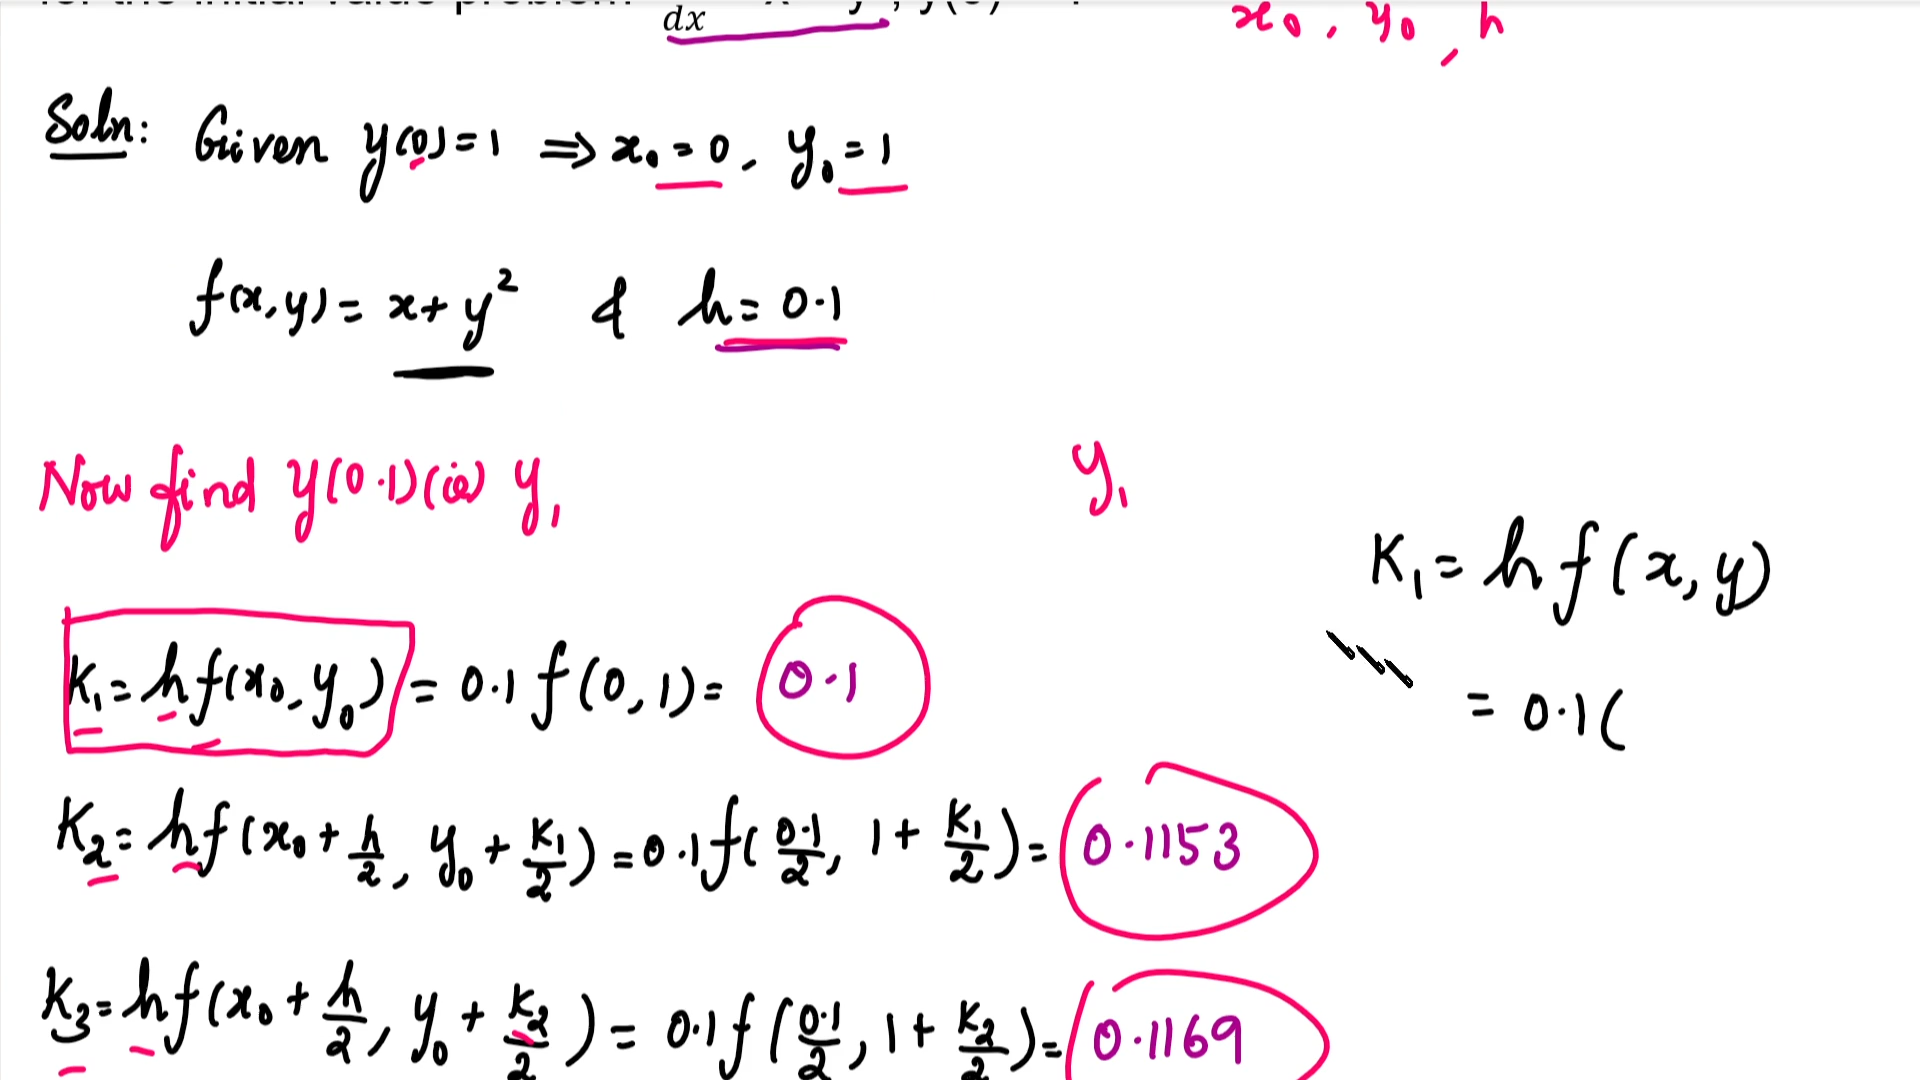 dx
x₀, y₀, h
Soln: Given y(0)=1 ⇒ x₀=0, y₀=1
f(x,y)= x+y² & h=0.1
Now find y(0.1)(ie) y₁
y₁
K₁= h f(x,y)
= 0.1(
K₁= hf(x₀,y₀) = 0.1 f(0,1)= 0.1
K₂= hf(x₀+h/2, y₀+K₁/2) = 0.1f(0.1/2, 1+K₁/2)= 0.1153
K₃= hf(x₀+h/2, y₀+K₂/2) = 0.1f(0.1/2, 1+K₂/2)= 0.1169